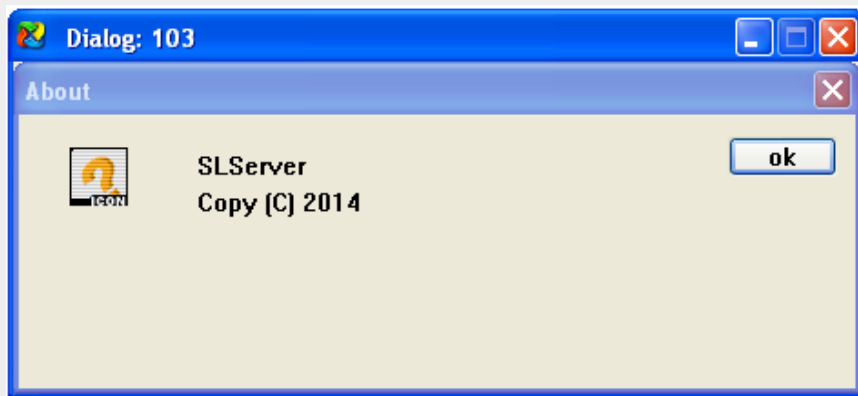 Dialog: 103
About
SLServer
ok
Copy (C) 2014
ICON